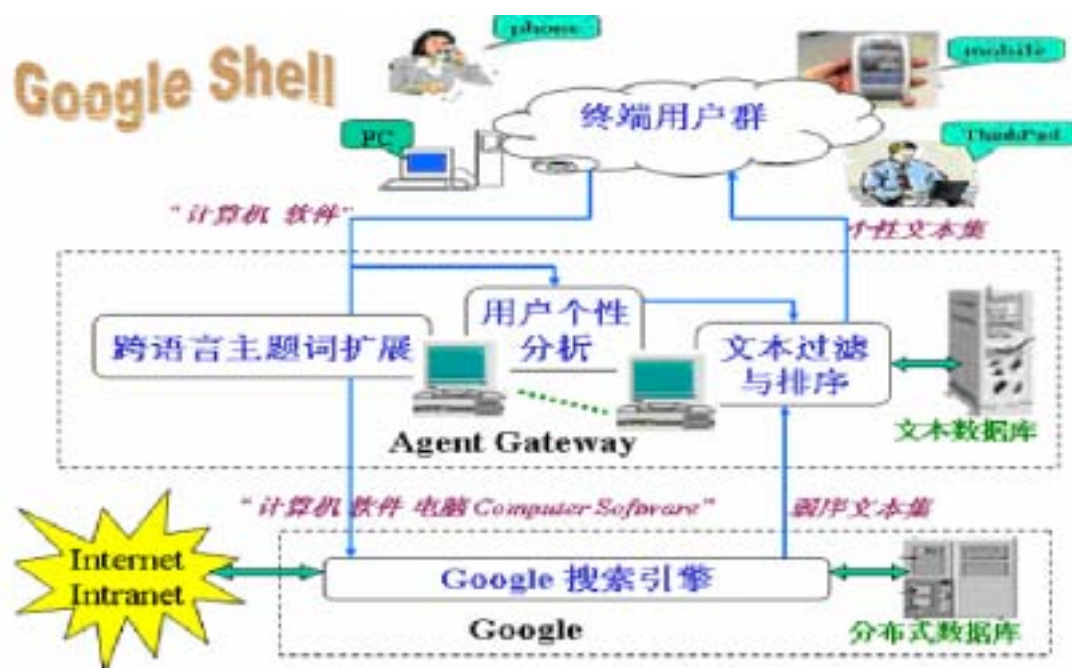 Google Shell
phone
mobile
终端用户群
PC
ThinkPad
“计算机 软件”
个性文本集
用户个性
分析
跨语言主题词扩展
文本过滤
与排序
文本数据库
Agent Gateway
“计算机 软件 电脑 Computer Software”
弱序文本集
Internet
Intranet
Google 搜索引擎
Google
分布式数据库